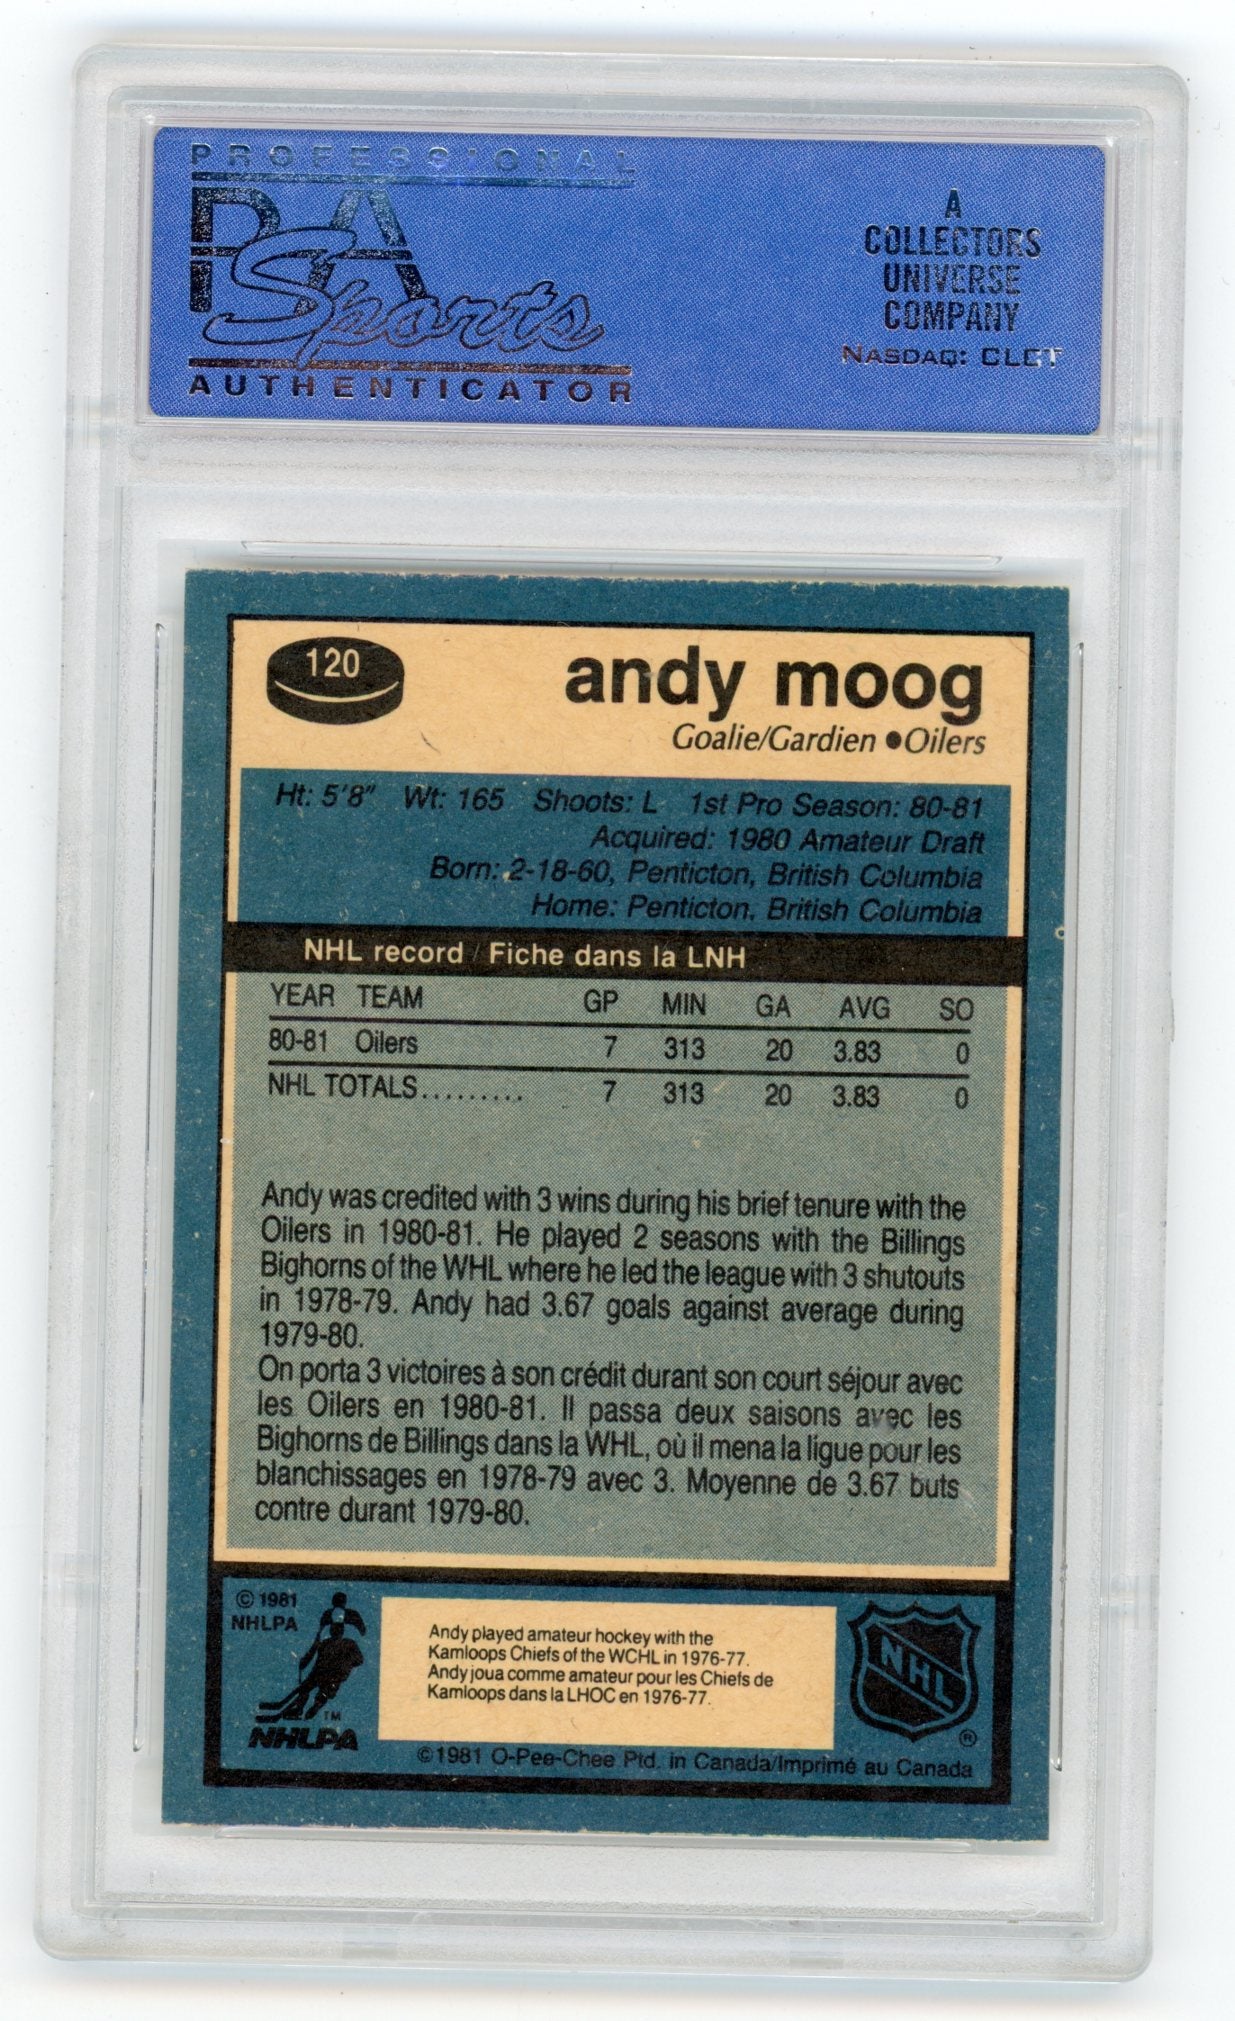 PROFESSIONAL
PSA
Sports
AUTHENTICATOR
A
COLLECTORS
UNIVERSE
COMPANY
NASDAQ: CLCT
120
andy moog
Goalie/Gardien ●Oilers
Ht: 5'8" Wt: 165 Shoots: L 1st Pro Season: 80-81
Acquired: 1980 Amateur Draft
Born: 2-18-60, Penticton, British Columbia
Home: Penticton, British Columbia
NHL record / Fiche dans la LNH
YEAR TEAM GP MIN GA AVG SO
80-81 Oilers 7 313 20 3.83 0
NHL TOTALS......... 7 313 20 3.83 0
Andy was credited with 3 wins during his brief tenure with the
Oilers in 1980-81. He played 2 seasons with the Billings
Bighorns of the WHL where he led the league with 3 shutouts
in 1978-79. Andy had 3.67 goals against average during
1979-80.
On porta 3 victoires à son crédit durant son court séjour avec
les Oilers en 1980-81. Il passa deux saisons avec les
Bighorns de Billings dans la WHL, où il mena la ligue pour les
blanchissages en 1978-79 avec 3. Moyenne de 3.67 buts
contre durant 1979-80.
© 1981
NHLPA
TM
NHLPA
Andy played amateur hockey with the
Kamloops Chiefs of the WCHL in 1976-77.
Andy joua comme amateur pour les Chiefs de
Kamloops dans la LHOC en 1976-77.
NHL
®
©1981 O-Pee-Chee Ptd. in Canada/Imprimé au Canada